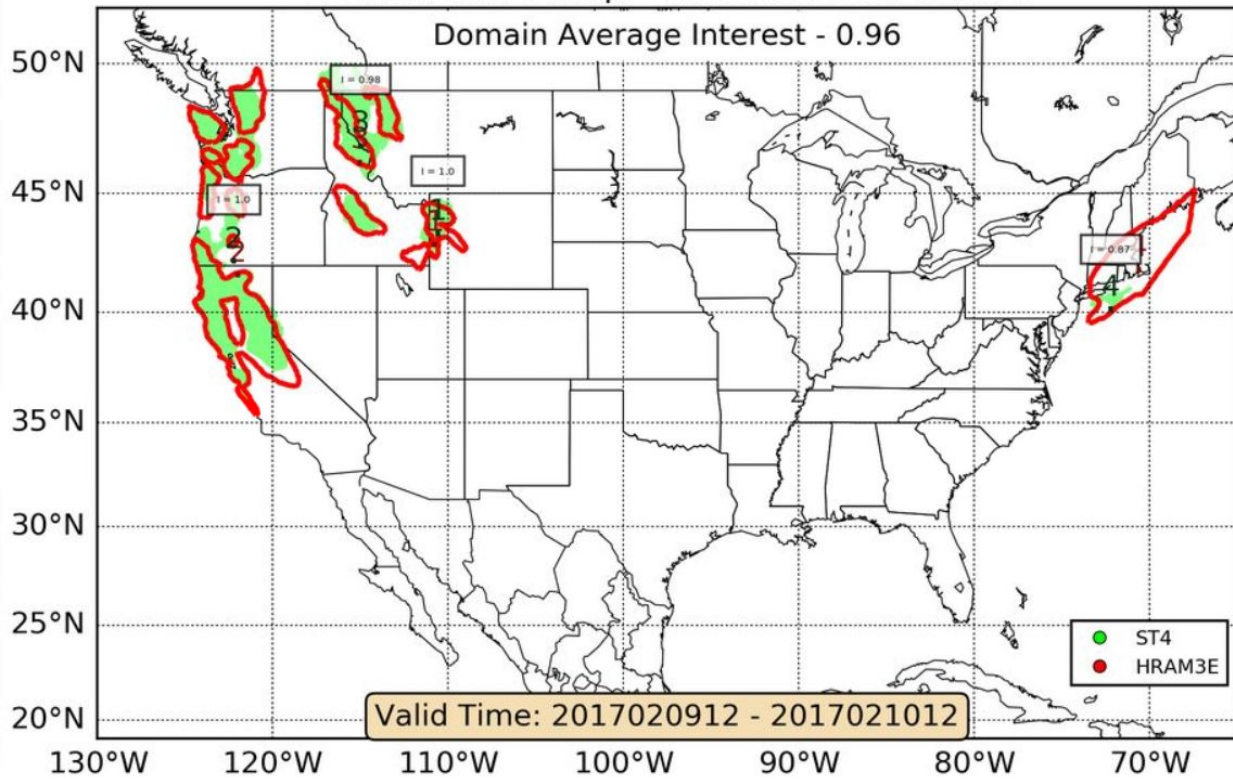 Domain Average Interest - 0.96
50°N
I = 0.98
3
I = 1.0
45°N
I = 1.0
1
2
2
I = 0.87
4
40°N
35°N
30°N
25°N
ST4
HRAM3E
20°N
Valid Time: 2017020912 - 2017021012
130°W 120°W 110°W 100°W 90°W 80°W 70°W